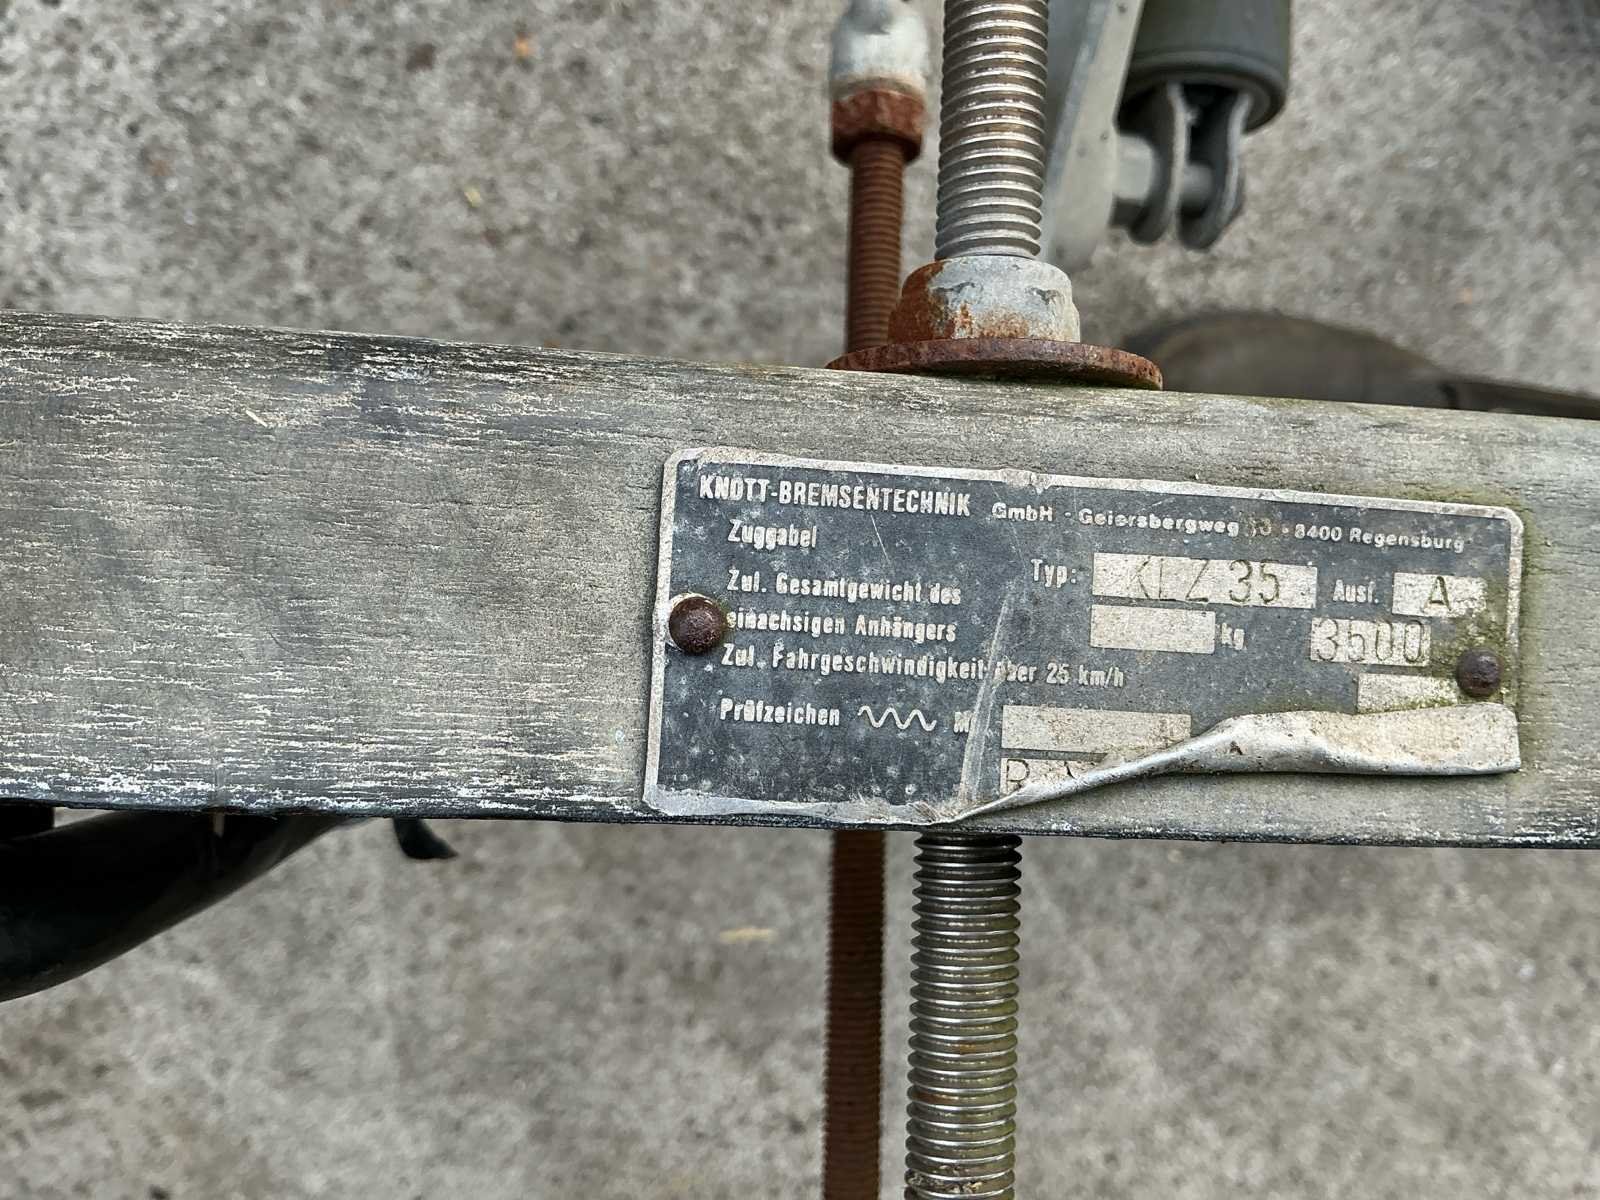 KNOTT-BREMSENTECHNIK GmbH - Geiersbergweg - 8400 Regensburg
Zuggabel Typ: KLZ 35 Ausf. A
Zul. Gesamtgewicht des
einachsigen Anhängers kg 3500
Zul. Fahrgeschwindigkeit über 25 km/h
Prüfzeichen M